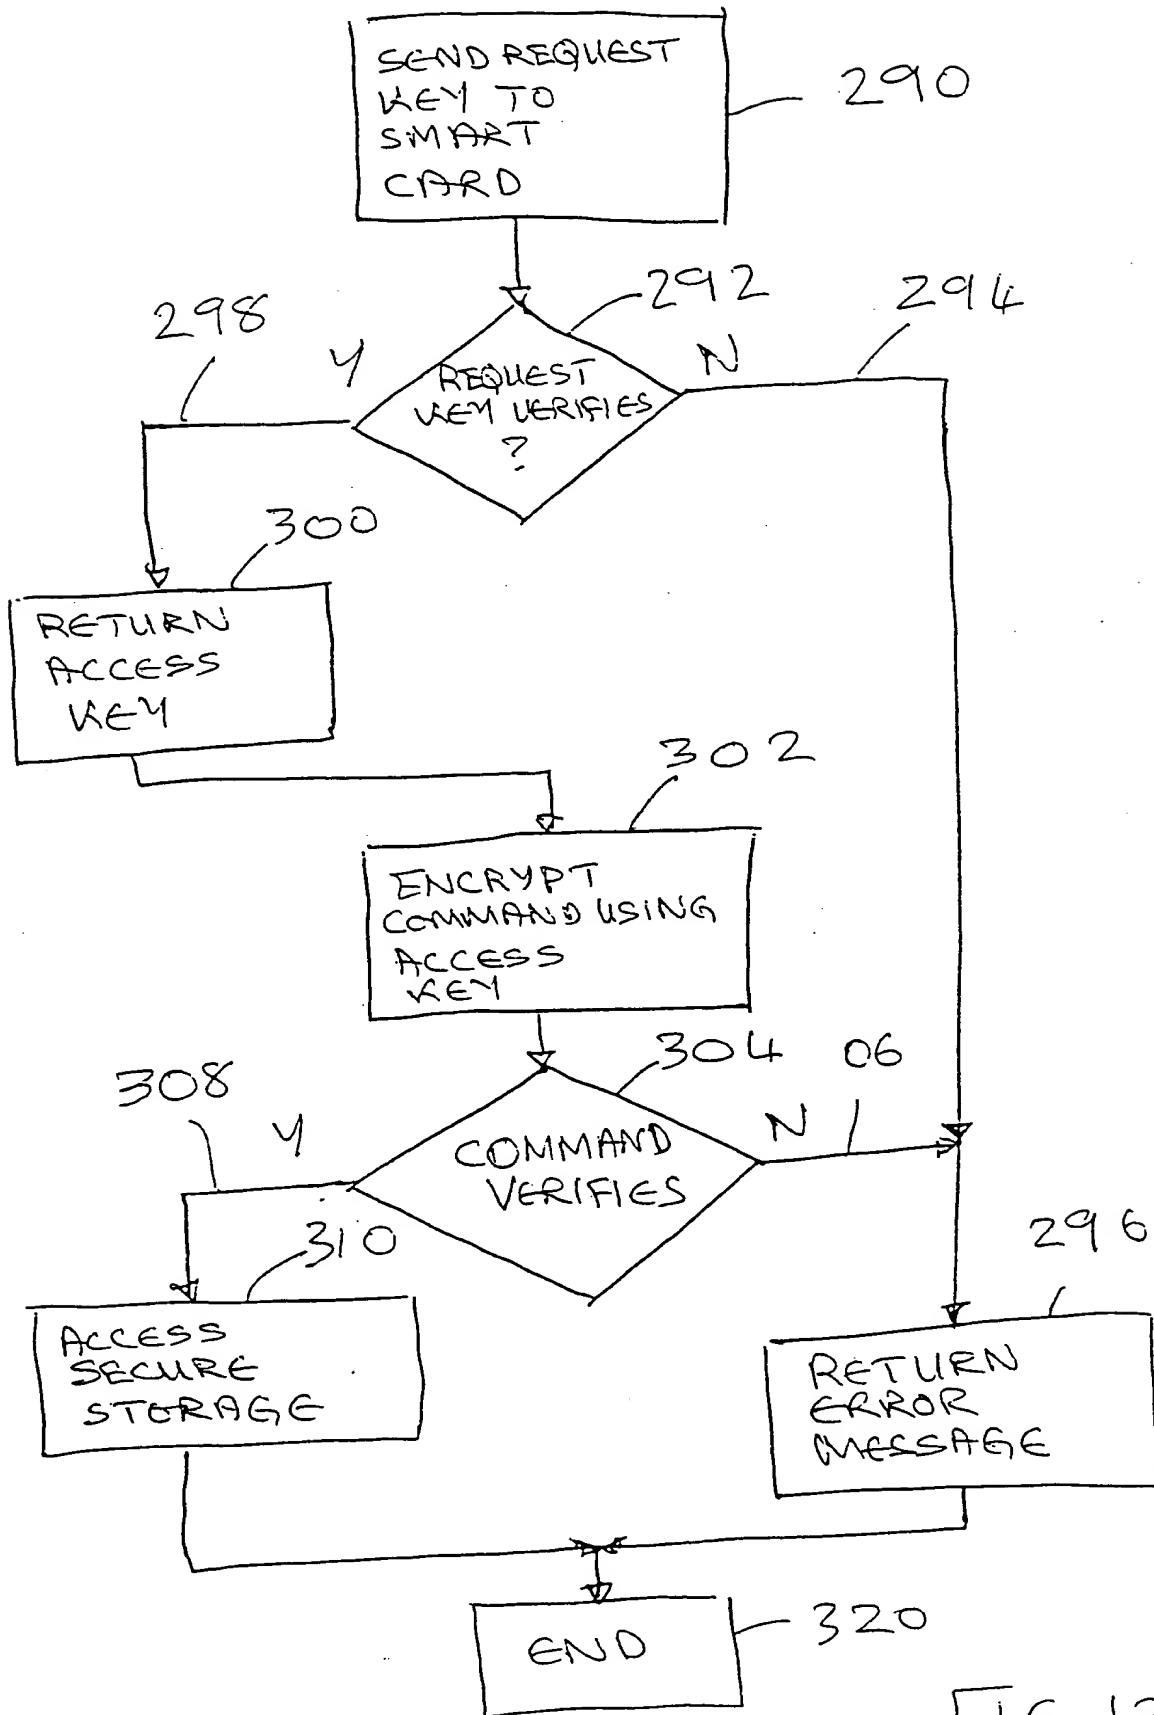 SEND REQUEST
KEY TO
SMART
CARD
290
292
294
298
Y
N
REQUEST
KEY VERIFIES
?
300
RETURN
ACCESS
KEY
302
ENCRYPT
COMMAND USING
ACCESS
KEY
304
06
308
Y
N
COMMAND
VERIFIES
310
296
ACCESS
SECURE
STORAGE
RETURN
ERROR
MESSAGE
END
320